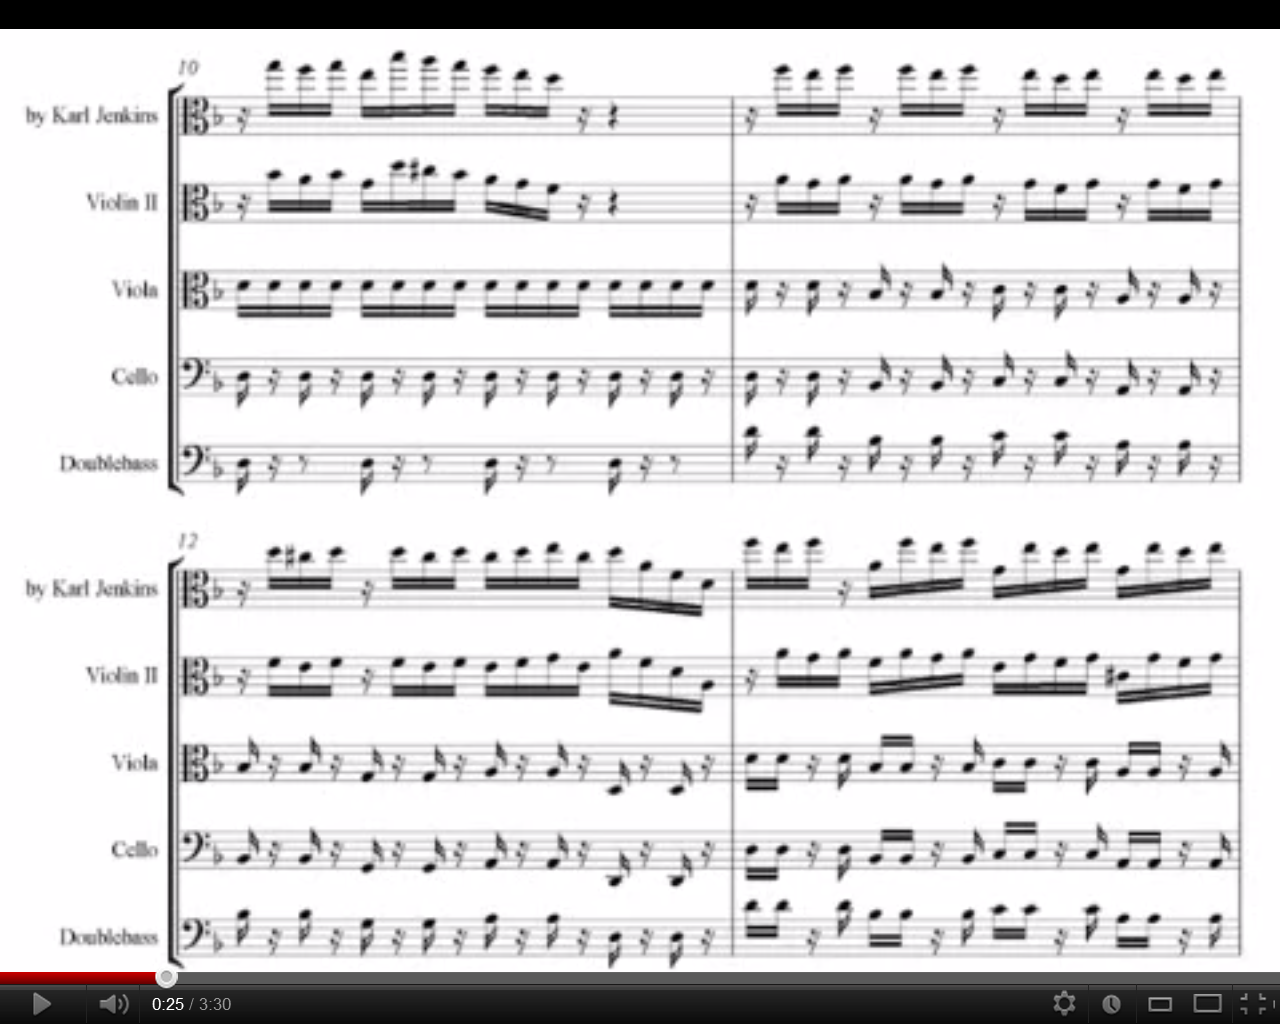 10
by Karl Jenkins
Violin II
Viola
Cello
Doublebass
12
by Karl Jenkins
Violin II
Viola
Cello
Doublebass
0:25 / 3:30